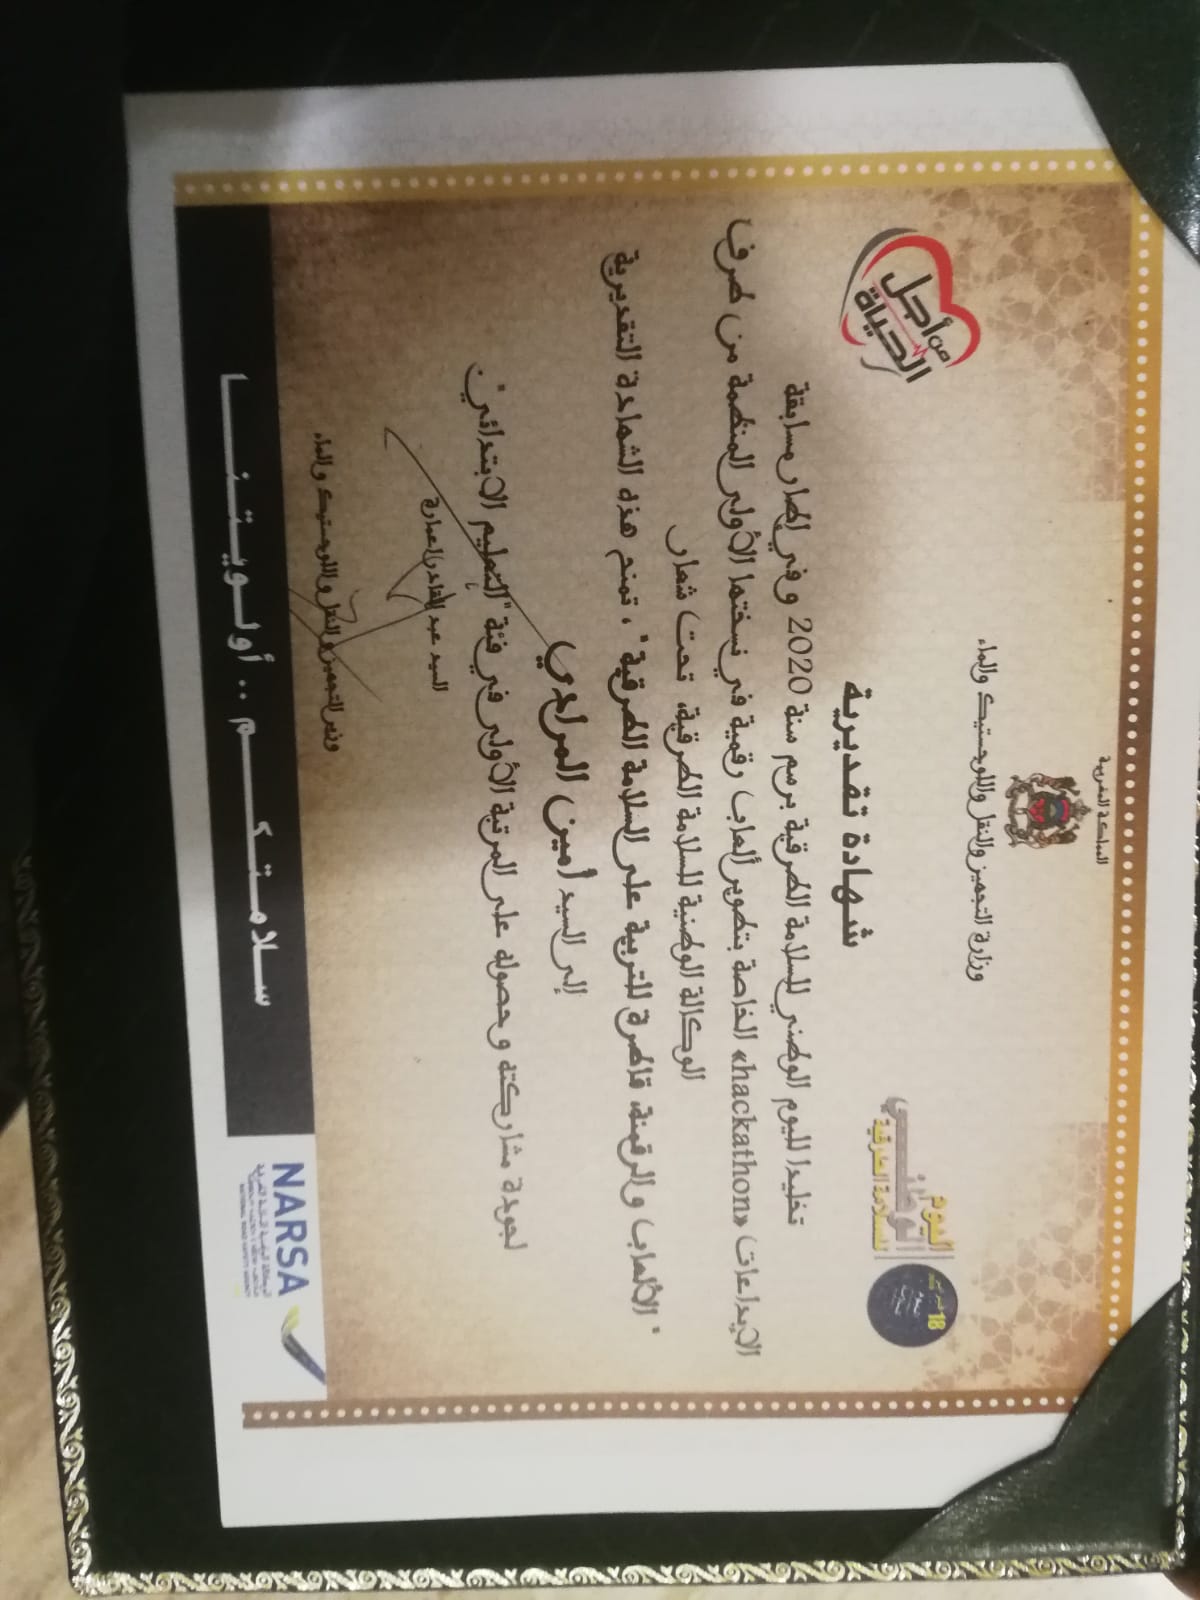 المملكة المغربية
وزارة التجهيز والنقل واللوجستيك والماء
من أجل
الحياة
اليوم
الوطني
للسلامة الطرقية
18 فبراير
اليوم
شهادة تقديرية
تخليدا لليوم الوطني للسلامة الطرقية برسم سنة 2020 وفي إطار مسابقة
الإبداعات «hackathon» الخاصة بتطوير ألعاب رقمية في نسختها الأولى المنظمة من طرف
الوكالة الوطنية للسلامة الطرقية، تحت شعار
" الألعاب والرقمنة، قاطرة للتربية على السلامة الطرقية "، تمنح هذه الشهادة التقديرية
إلى السيد أمين المرادي
لجودة مشاركته وحصوله على المرتبة الأولى في فئة "التعليم الابتدائي".
السيد عبد القادر اعمارة
وزير التجهيز والنقل واللوجستيك والماء
سلامتكم .. أولويتنا
NARSA
الوكالة الوطنية للسلامة الطرقية
NATIONAL ROAD SAFETY AGENCY